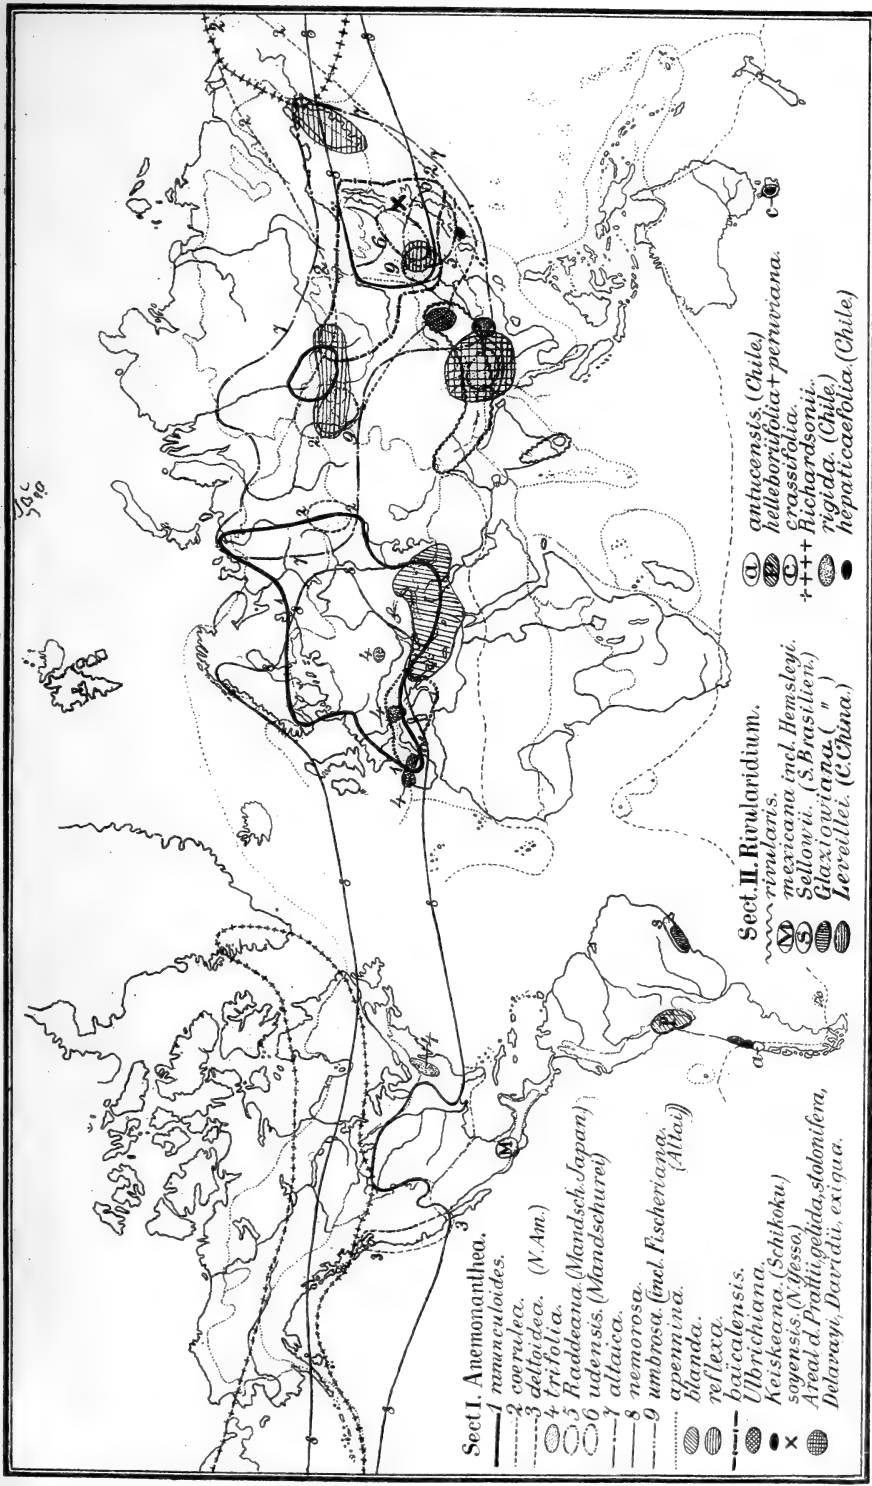 Sect I. Anemonanthea.
1 ranunculoides.
2 coerulea.
3 deltoidea. (N. Am.)
4 trifolia.
5 Raddeana. (Mandsch. Japan.)
6 udensis. (Mandschurei)
7 altaica.
8 nemorosa.
9 umbrosa. (incl. Fischeriana.
(Altai)
apennina.
blanda.
reflexa.
baicalensis.
Ulbrichiana.
Keiskeana. (Schikoku.)
soyensis. (N. Yesso.)
Areal d. Prattii, gelida, stolonifera,
Delavayi, Davidii, exigua.
Sect. II. Rivularidium.
rivularis.
M mexicana incl. Hemsleyi.
S Sellowii. (S. Brasilien.)
Glaziowiana. ( " )
Leveillei. (C. China.)
a antucensis. (Chile.)
helleborifolia + peruviana.
C crassifolia.
++++ Richardsonii.
rigida. (Chile.)
hepaticaefolia. (Chile.)